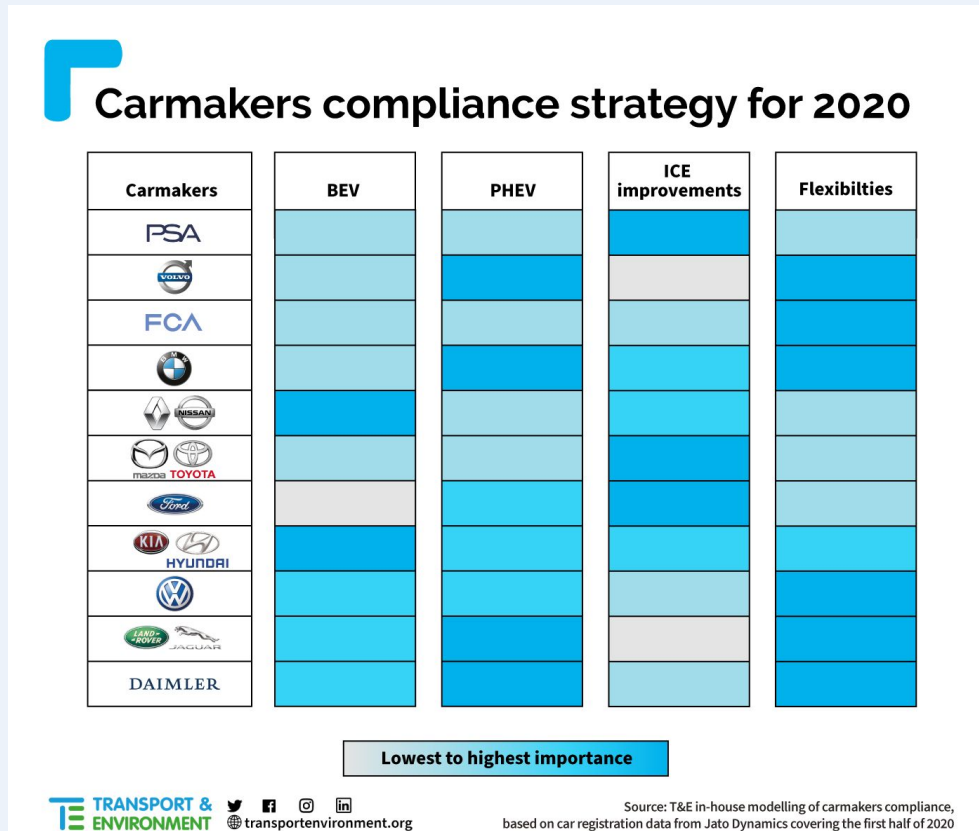 Carmakers compliance strategy for 2020
Carmakers
BEV
PHEV
ICE
improvements
Flexibilties
PSA
VOLVO
FCA
BMW
NISSAN
mazda TOYOTA
Ford
KIA
HYUNDAI
LAND-
ROVER
JAGUAR
DAIMLER
Lowest to highest importance
TRANSPORT &
ENVIRONMENT
transportenvironment.org
Source: T&E in-house modelling of carmakers compliance,
based on car registration data from Jato Dynamics covering the first half of 2020